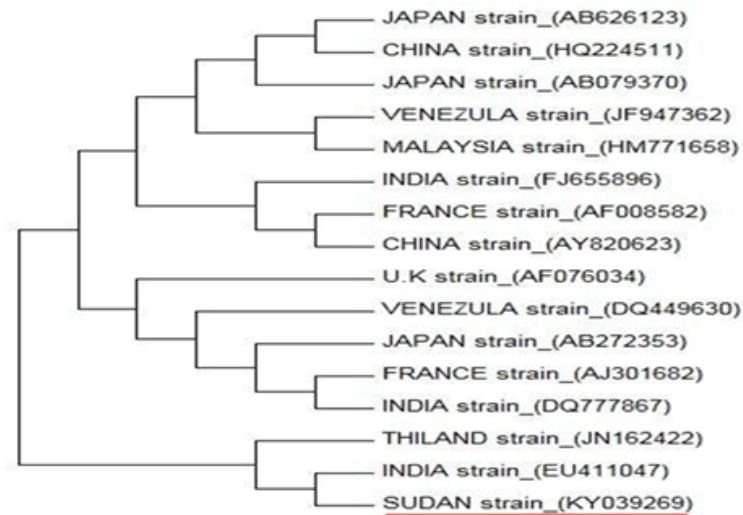 JAPAN strain_(AB626123)
CHINA strain_(HQ224511)
JAPAN strain_(AB079370)
VENEZULA strain_(JF947362)
MALAYSIA strain_(HM771658)
INDIA strain_(FJ655896)
FRANCE strain_(AF008582)
CHINA strain_(AY820623)
U.K strain_(AF076034)
VENEZULA strain_(DQ449630)
JAPAN strain_(AB272353)
FRANCE strain_(AJ301682)
INDIA strain_(DQ777867)
THILAND strain_(JN162422)
INDIA strain_(EU411047)
SUDAN strain_(KY039269)